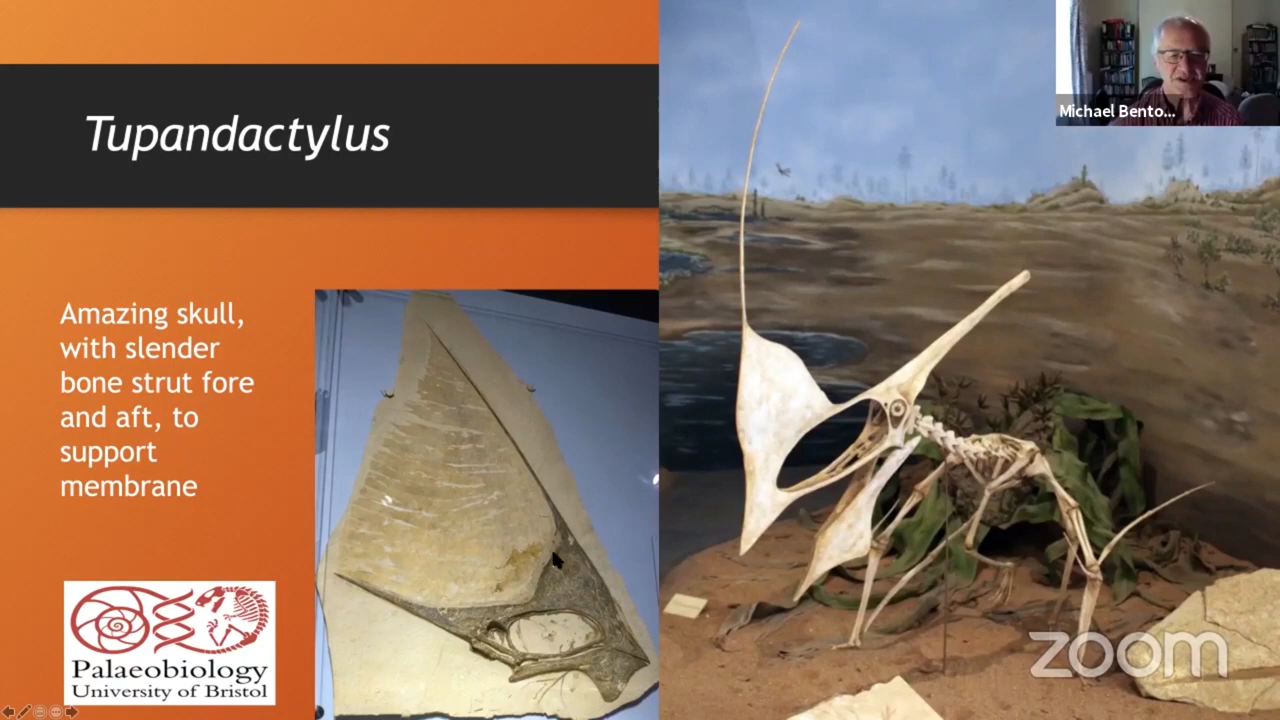 Tupandactylus
Amazing skull,
with slender
bone strut fore
and aft, to
support
membrane
Palaeobiology
University of Bristol
Michael Bento...
zoom